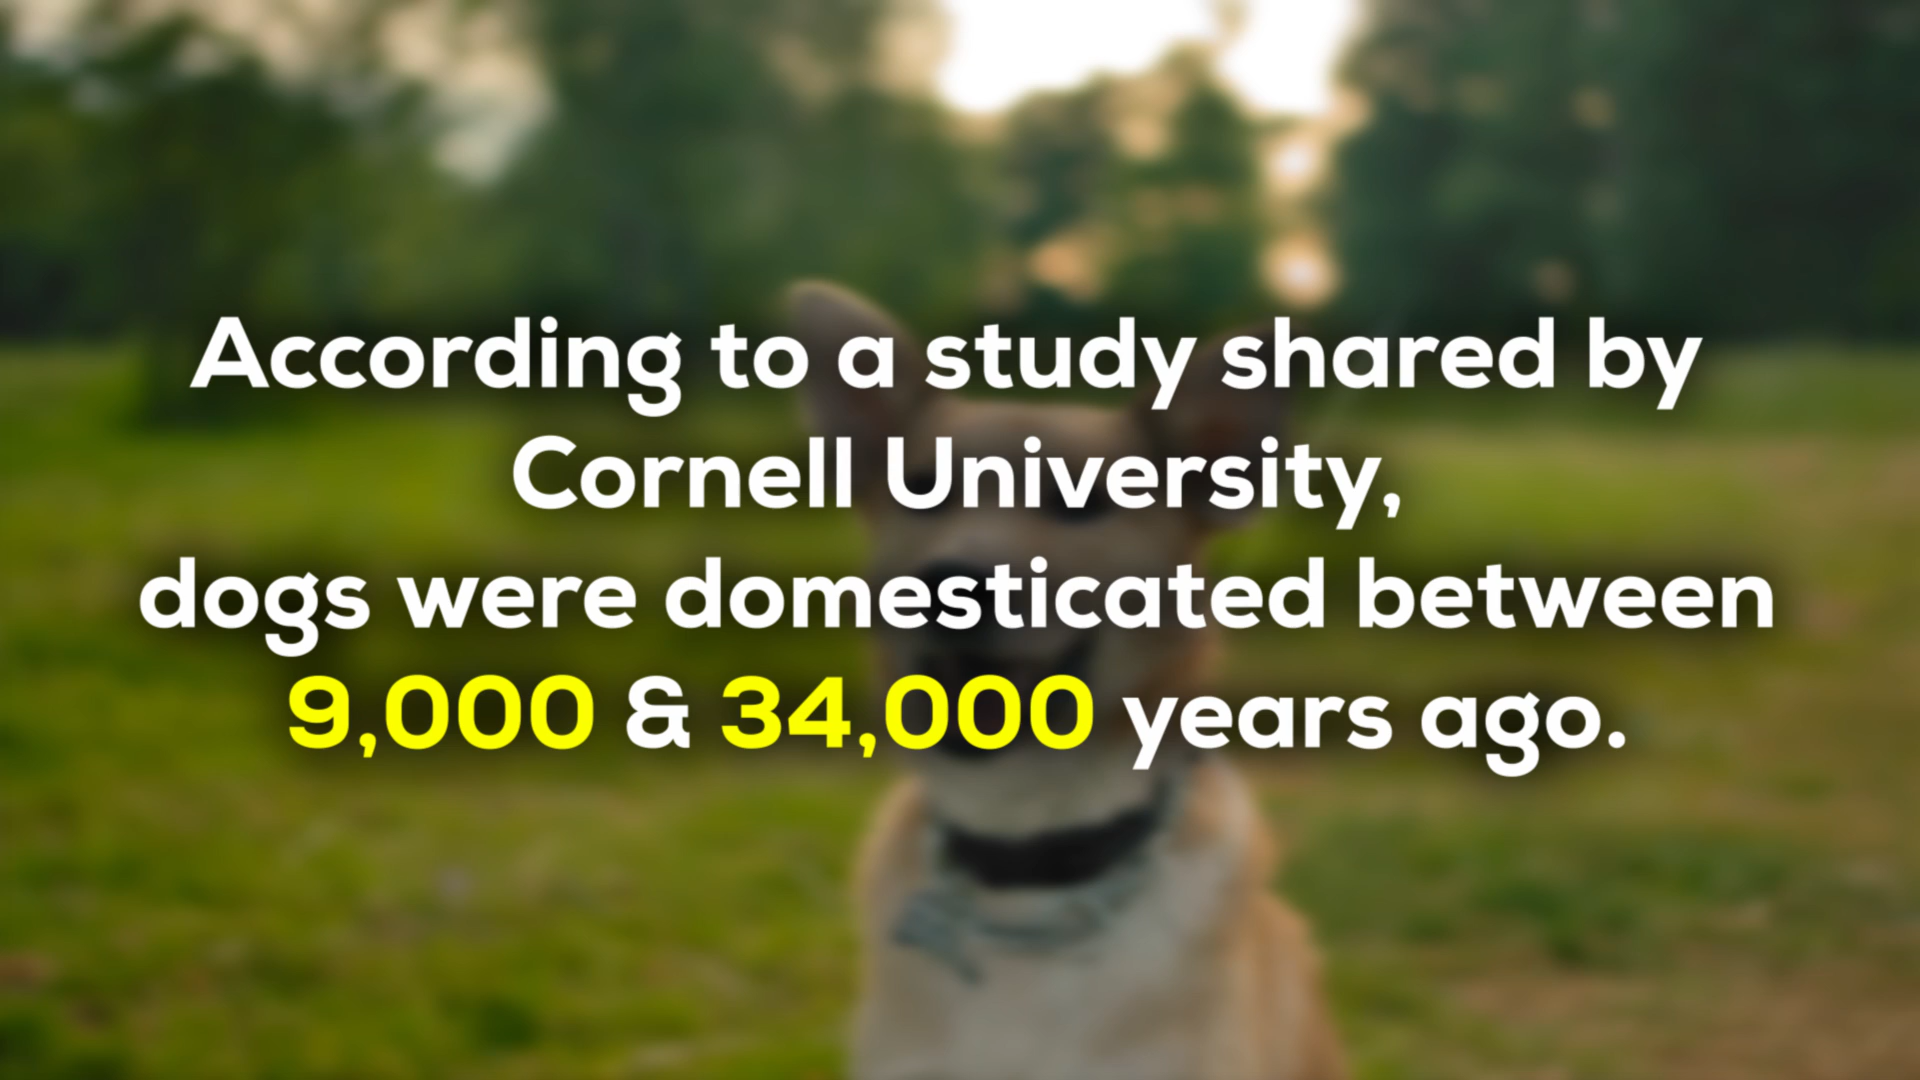 According to a study shared by
Cornell University,
dogs were domesticated between
9,000 & 34,000 years ago.